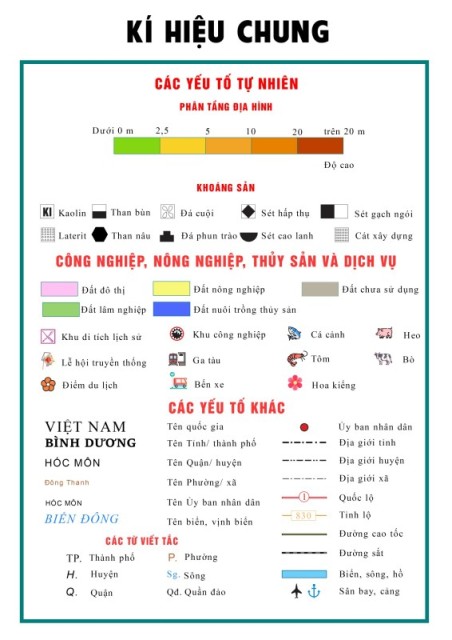 KÍ HIỆU CHUNG
CÁC YẾU TỐ TỰ NHIÊN
PHÂN TẦNG ĐỊA HÌNH
Dưới 0 m 2,5 5 10 20 trên 20 m
Độ cao
KHOÁNG SẢN
Kl Kaolin Than bùn Đá cuội Sét hấp thụ Sét gạch ngói
Laterit Than nâu Đá phun trào Sét cao lanh Cát xây dựng
CÔNG NGHIỆP, NÔNG NGHIỆP, THỦY SẢN VÀ DỊCH VỤ
Đất đô thị Đất nông nghiệp Đất chưa sử dụng
Đất lâm nghiệp Đất nuôi trồng thủy sản
Khu di tích lịch sử Khu công nghiệp Cá cảnh Heo
Lễ hội truyền thống Ga tàu Tôm Bò
Điểm du lịch Bến xe Hoa kiểng
CÁC YẾU TỐ KHÁC
VIỆT NAM Tên quốc gia Ủy ban nhân dân
BÌNH DƯƠNG Tên Tỉnh/ thành phố Địa giới tỉnh
HÓC MÔN Tên Quận/ huyện Địa giới huyện
Đông Thanh Tên Phường/ xã Địa giới xã
HÓC MÔN Tên Ủy ban nhân dân 1 Quốc lộ
BIỂN ĐÔNG Tên biển, vịnh biển 830 Tỉnh lộ
CÁC TỪ VIẾT TẮC Đường cao tốc
TP. Thành phố P. Phường Đường sắt
H. Huyện Sg. Sông Biển, sông, hồ
Q. Quận Qđ. Quần đảo Sân bay, cảng